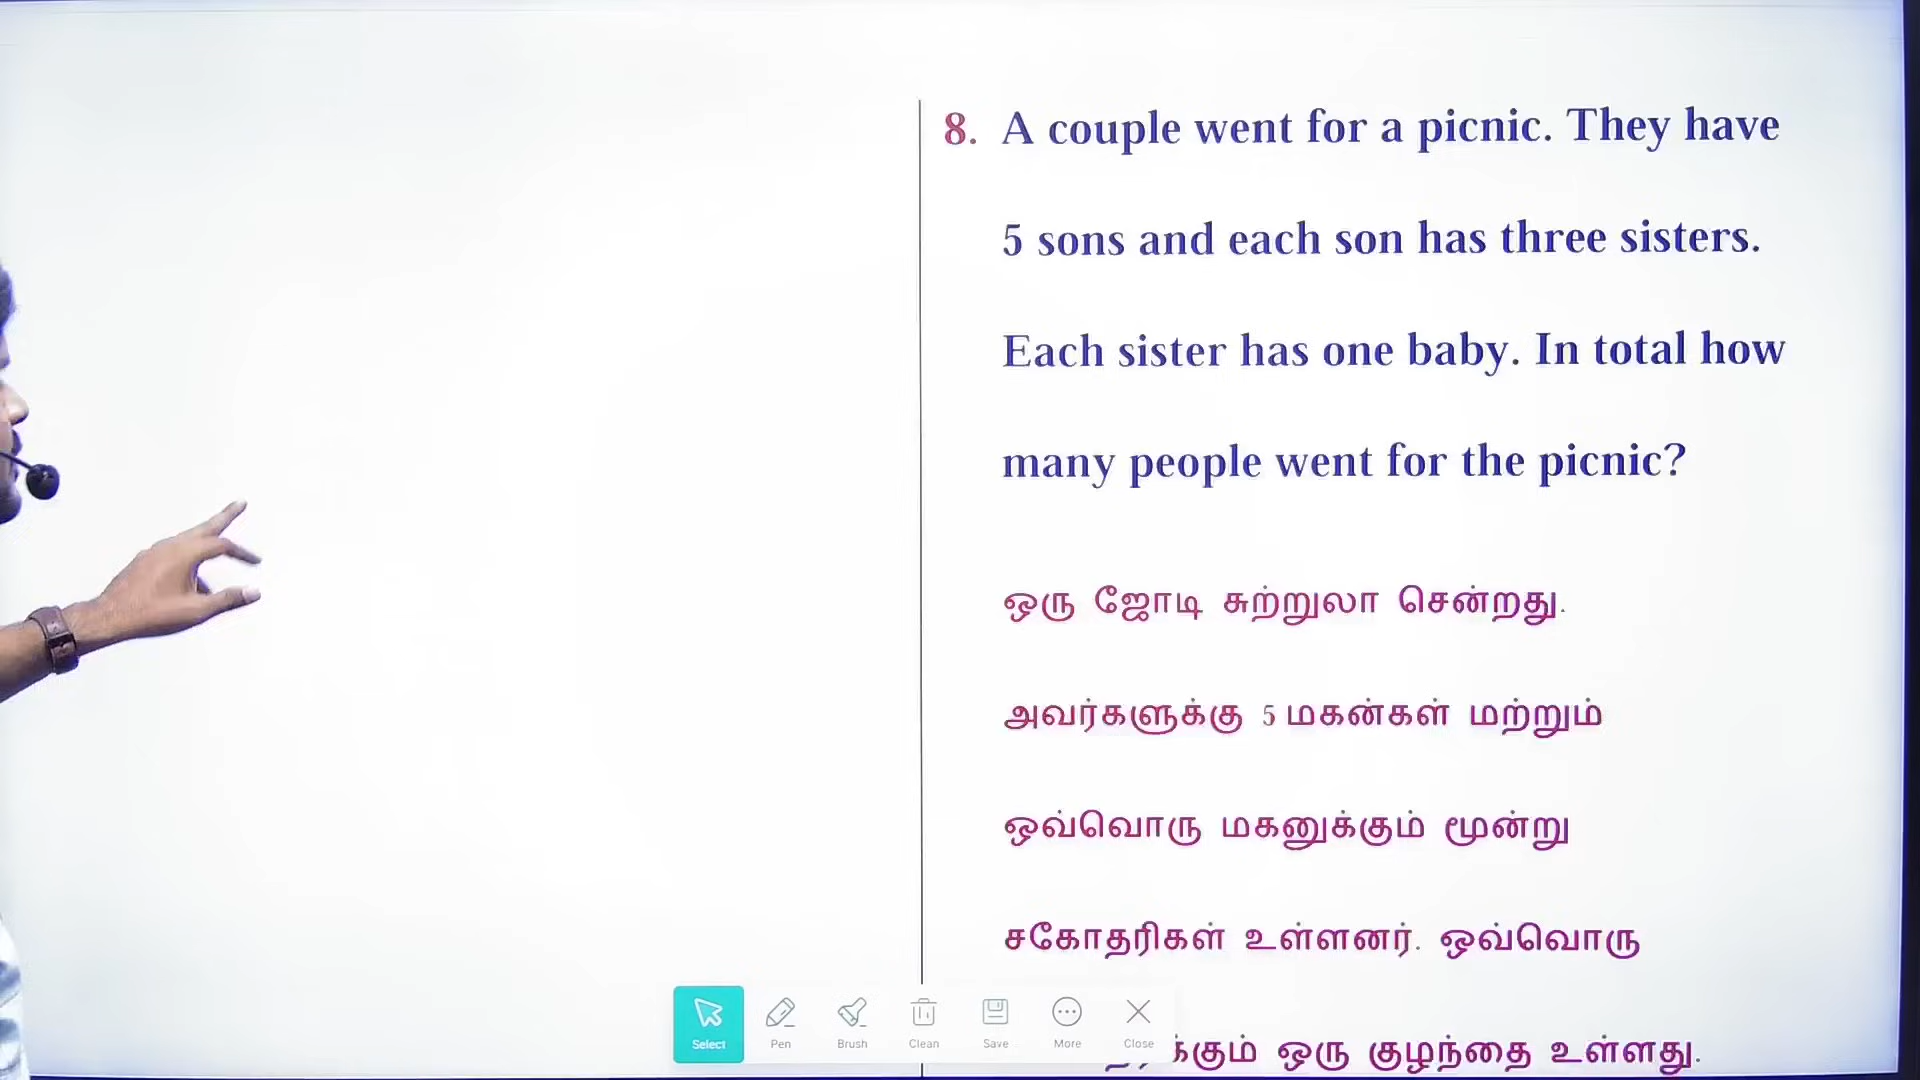 8. A couple went for a picnic. They have
5 sons and each son has three sisters.
Each sister has one baby. In total how
many people went for the picnic?
ஒரு ஜோடி சுற்றுலா சென்றது.
அவர்களுக்கு 5 மகன்கள் மற்றும்
ஒவ்வொரு மகனுக்கும் மூன்று
சகோதரிகள் உள்ளனர். ஒவ்வொரு
ஒரு குழந்தை உள்ளது.
Select Pen Brush Clean Save More Close